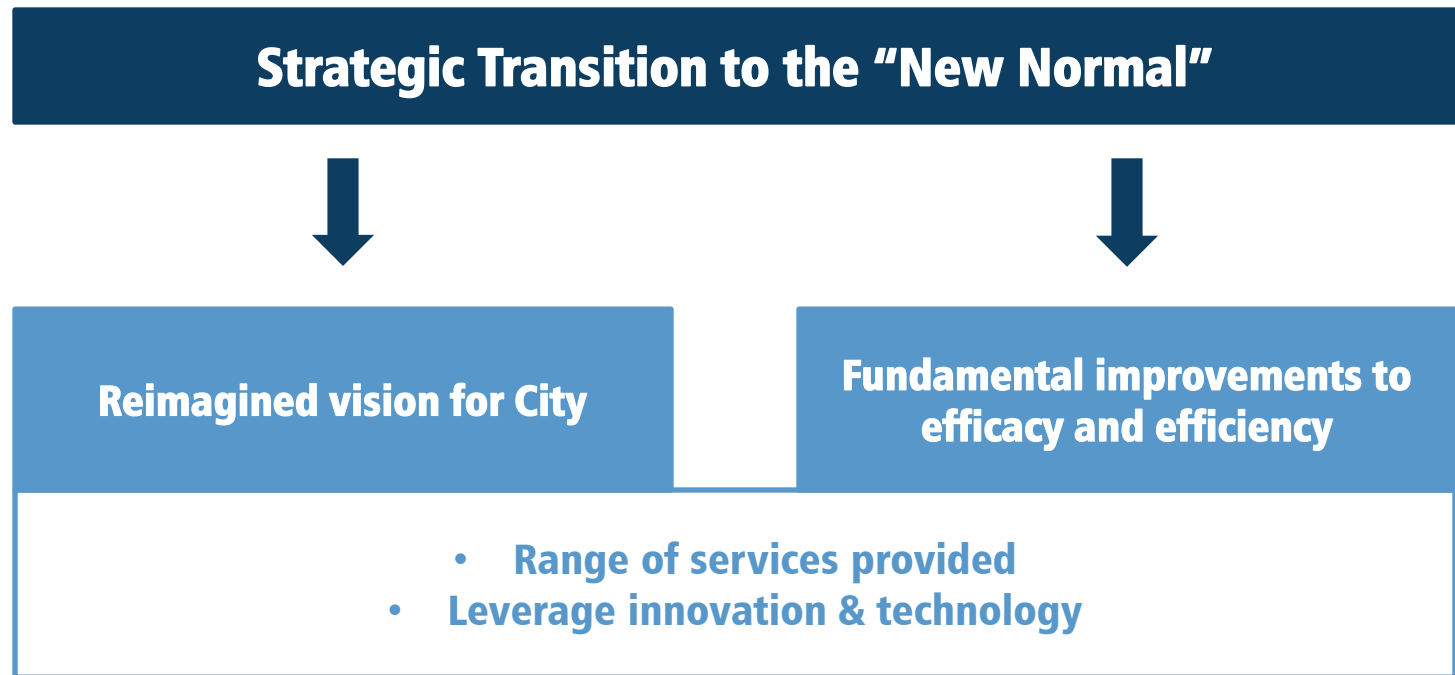 Strategic Transition to the “New Normal”
Reimagined vision for City
Fundamental improvements to
efficacy and efficiency
• Range of services provided
• Leverage innovation & technology